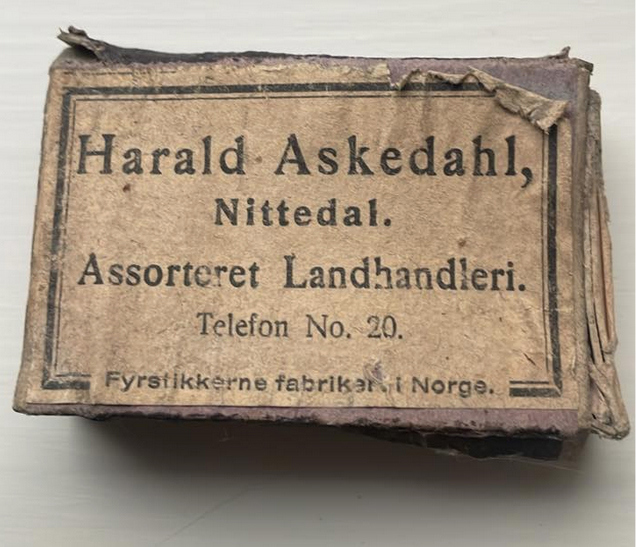 Harald Askedahl,
Nittedal.
Assorteret Landhandleri.
Telefon No. 20.
Fyrstikkerne fabrikert i Norge.